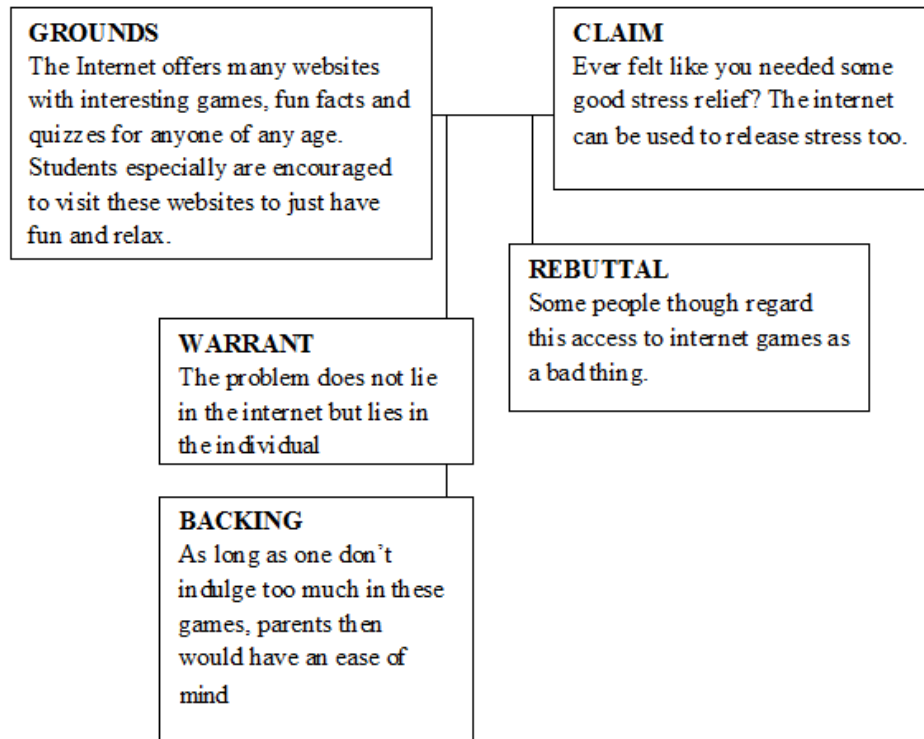 GROUNDS
The Internet offers many websites
with interesting games, fun facts and
quizzes for anyone of any age.
Students especially are encouraged
to visit these websites to just have
fun and relax.
CLAIM
Ever felt like you needed some
good stress relief? The internet
can be used to release stress too.
REBUTTAL
Some people though regard
this access to internet games as
a bad thing.
WARRANT
The problem does not lie
in the internet but lies in
the individual
BACKING
As long as one don't
indulge too much in these
games, parents then
would have an ease of
mind